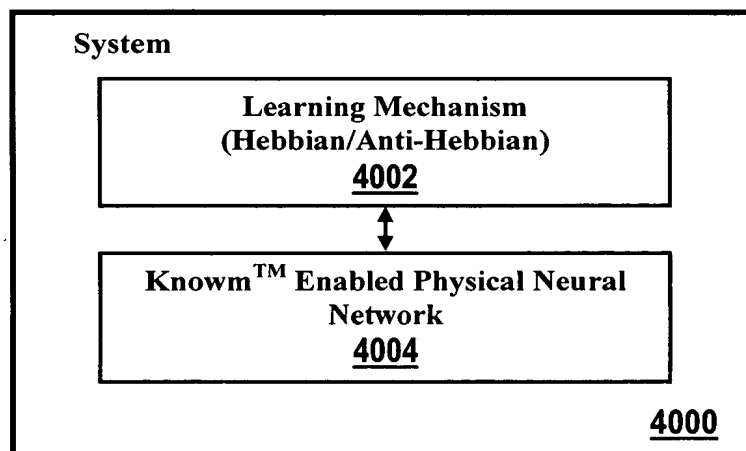 System
Learning Mechanism
(Hebbian/Anti-Hebbian)
4002
Knowm™ Enabled Physical Neural
Network
4004
4000